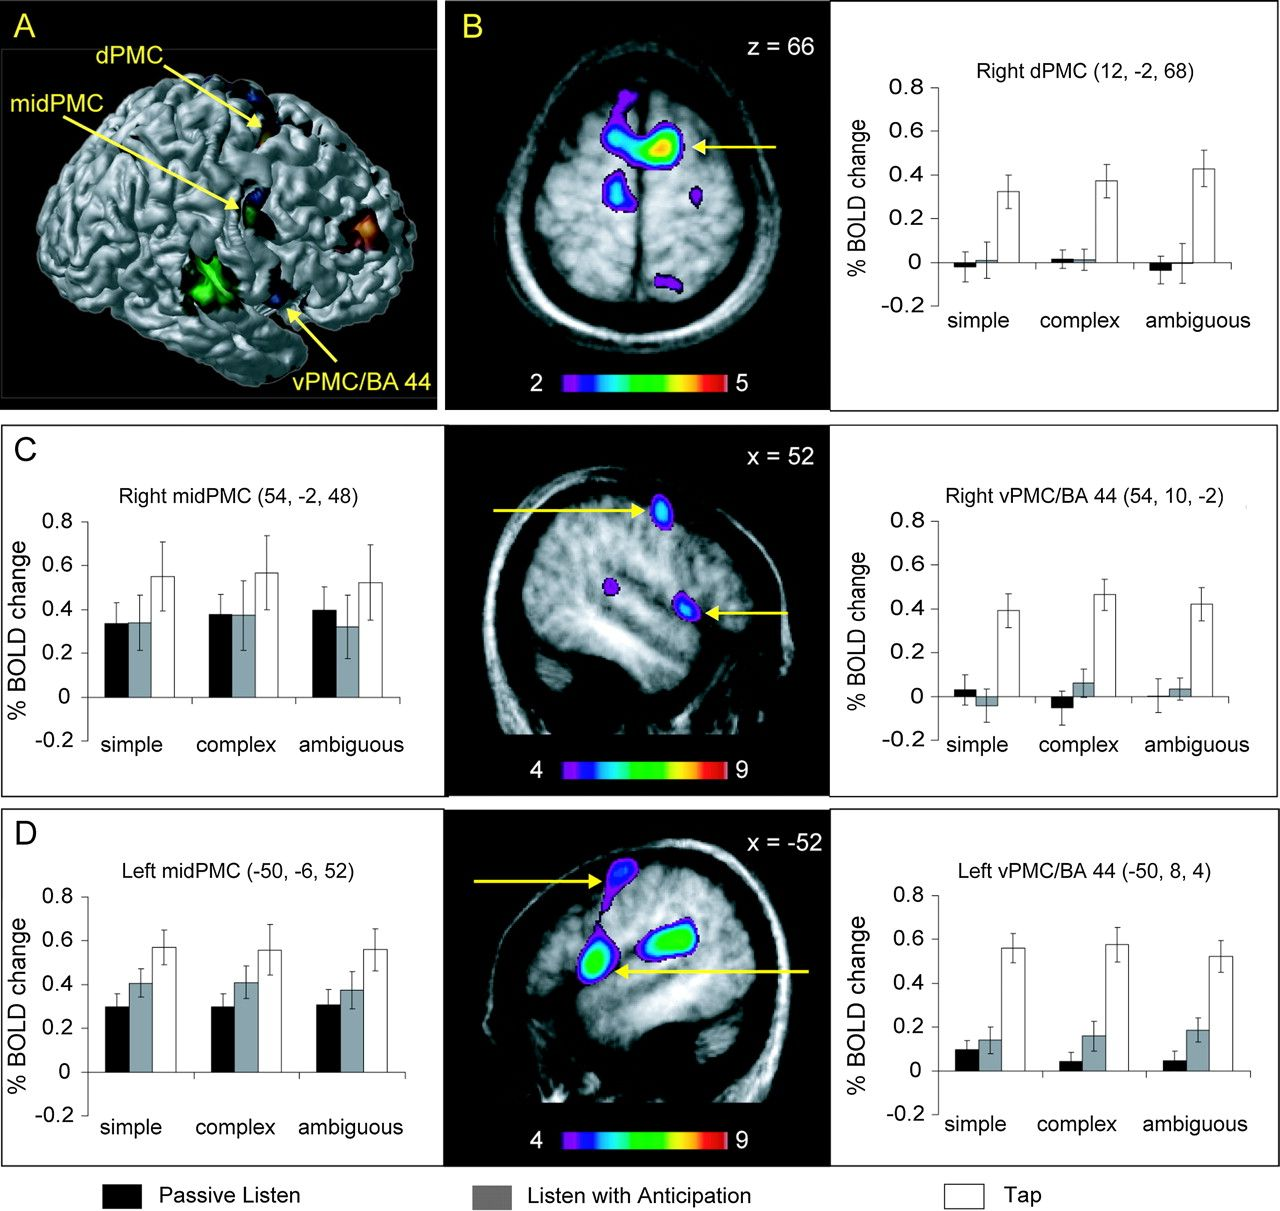 A
dPMC
midPMC
vPMC/BA 44
B
z = 66
2
5
Right dPMC (12, -2, 68)
% BOLD change
0.8
0.6
0.4
0.2
0
-0.2
simple
complex
ambiguous
C
Right midPMC (54, -2, 48)
% BOLD change
0.8
0.6
0.4
0.2
0
-0.2
simple
complex
ambiguous
x = 52
4
9
Right vPMC/BA 44 (54, 10, -2)
% BOLD change
0.8
0.6
0.4
0.2
0
-0.2
simple
complex
ambiguous
D
Left midPMC (-50, -6, 52)
% BOLD change
0.8
0.6
0.4
0.2
0
-0.2
simple
complex
ambiguous
x = -52
4
9
Left vPMC/BA 44 (-50, 8, 4)
% BOLD change
0.8
0.6
0.4
0.2
0
-0.2
simple
complex
ambiguous
Passive Listen
Listen with Anticipation
Tap